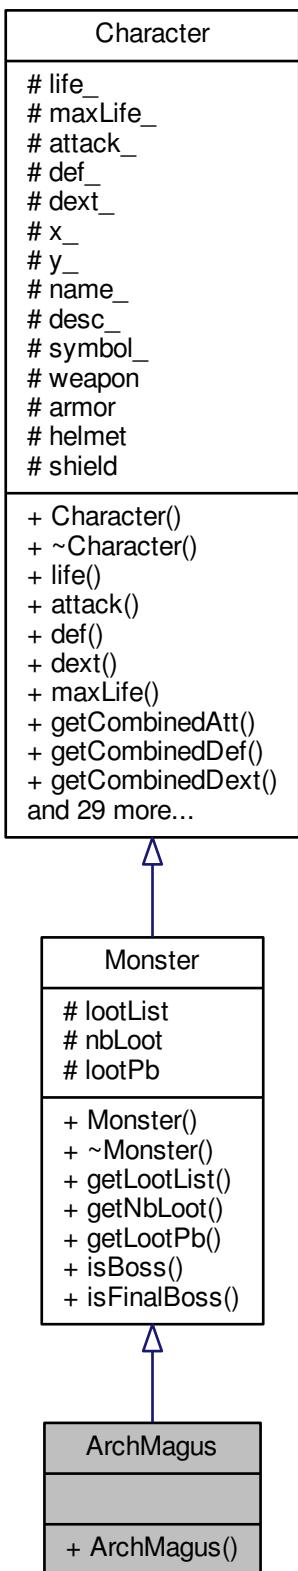 Character
# life_
# maxLife_
# attack_
# def_
# dext_
# x_
# y_
# name_
# desc_
# symbol_
# weapon
# armor
# helmet
# shield
+ Character()
+ ~Character()
+ life()
+ attack()
+ def()
+ dext()
+ maxLife()
+ getCombinedAtt()
+ getCombinedDef()
+ getCombinedDext()
and 29 more...
Monster
# lootList
# nbLoot
# lootPb
+ Monster()
+ ~Monster()
+ getLootList()
+ getNbLoot()
+ getLootPb()
+ isBoss()
+ isFinalBoss()
ArchMagus
+ ArchMagus()